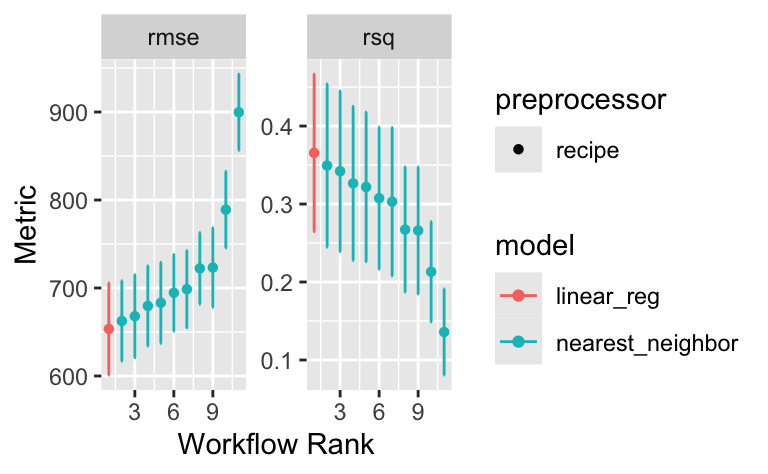 rmse
rsq
Metric
900
800
700
600
0.4
0.3
0.2
0.1
3 6 9
3 6 9
Workflow Rank
preprocessor
recipe
model
linear_reg
nearest_neighbor